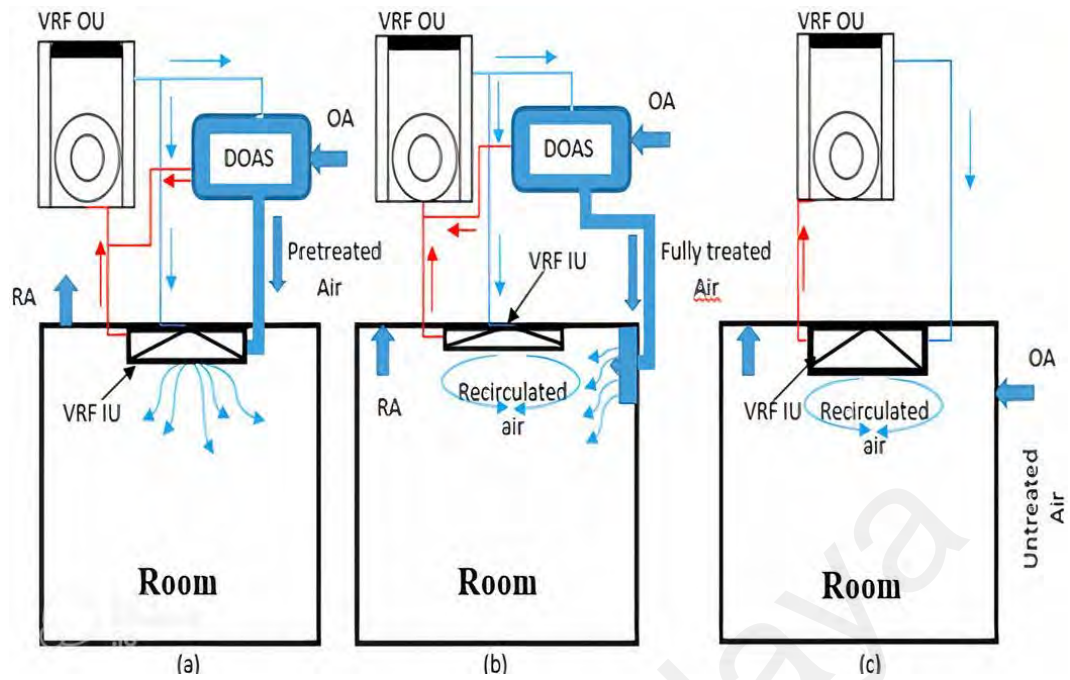 VRF OU
OA
DOAS
Pretreated
Air
RA
VRF IU
Room
(a)
VRF OU
OA
DOAS
VRF IU
Fully treated
Air
RA
Recirculated
air
Room
(b)
VRF OU
OA
VRF IU
Recirculated
air
Untreated
Air
Room
(c)